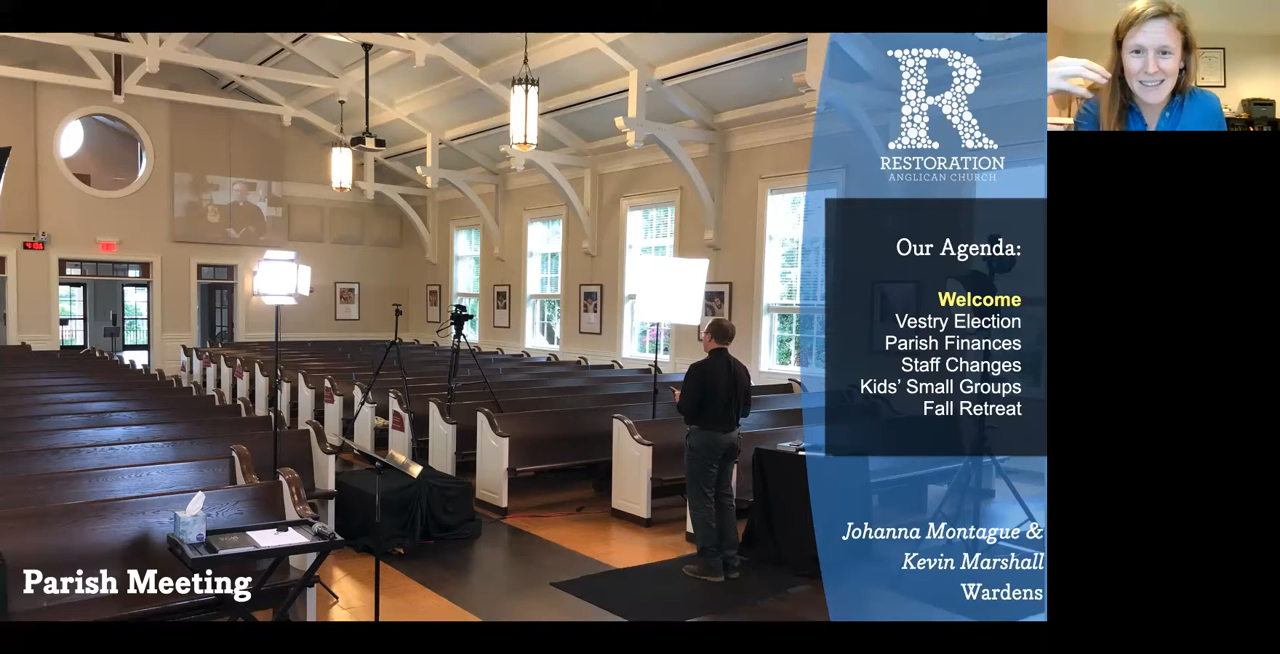 RESTORATION
ANGLICAN CHURCH
Our Agenda:
Welcome
Vestry Election
Parish Finances
Staff Changes
Kids' Small Groups
Fall Retreat
Johanna Montague &
Kevin Marshall
Wardens
Parish Meeting